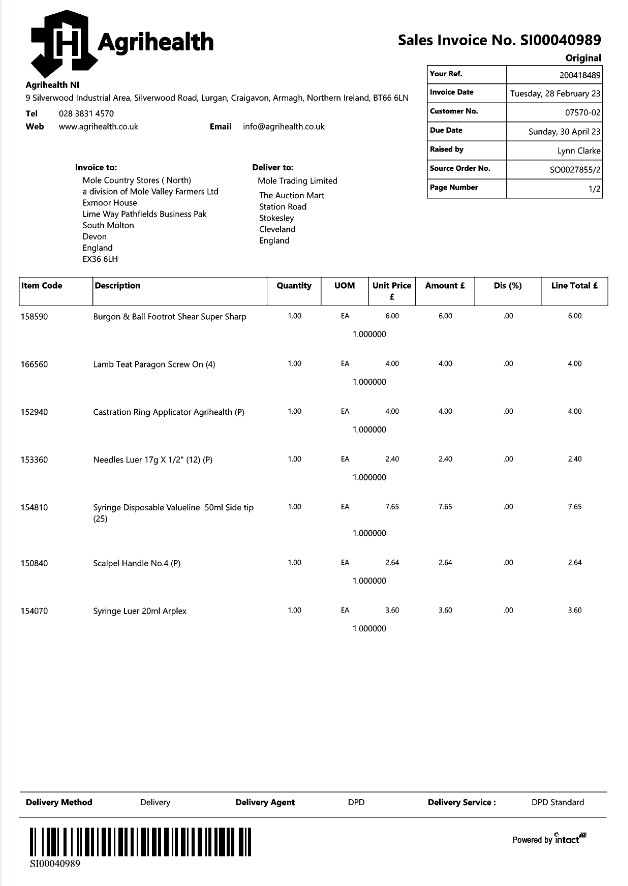 Agrihealth
Sales Invoice No. SI00040989
Original
Agrihealth NI
9 Silverwood Industrial Area, Silverwood Road, Lurgan, Craigavon, Armagh, Northern Ireland, BT66 6LN
Tel 028 3831 4570
Web www.agrihealth.co.uk Email info@agrihealth.co.uk
Your Ref. 200418489
Invoice Date Tuesday, 28 February 23
Customer No. 07570-02
Due Date Sunday, 30 April 23
Raised by Lynn Clarke
Source Order No. SO0027855/2
Page Number 1/2
Invoice to:
Mole Country Stores ( North)
a division of Mole Valley Farmers Ltd
Exmoor House
Lime Way Pathfields Business Pak
South Molton
Devon
England
EX36 6LH
Deliver to:
Mole Trading Limited
The Auction Mart
Station Road
Stokesley
Cleveland
England
Item Code Description Quantity UOM Unit Price £ Amount £ Dis (%) Line Total £
158590 Burgon & Ball Footrot Shear Super Sharp 1.00 EA 6.00 6.00 .00 6.00
1.000000
166560 Lamb Teat Paragon Screw On (4) 1.00 EA 4.00 4.00 .00 4.00
1.000000
152940 Castration Ring Applicator Agrihealth (P) 1.00 EA 4.00 4.00 .00 4.00
1.000000
153360 Needles Luer 17g X 1/2" (12) (P) 1.00 EA 2.40 2.40 .00 2.40
1.000000
154810 Syringe Disposable Valueline 50ml Side tip 1.00 EA 7.65 7.65 .00 7.65
(25)
1.000000
150840 Scalpel Handle No.4 (P) 1.00 EA 2.64 2.64 .00 2.64
1.000000
154070 Syringe Luer 20ml Arplex 1.00 EA 3.60 3.60 .00 3.60
1.000000
Delivery Method Delivery Delivery Agent DPD Delivery Service : DPD Standard
SI00040989
Powered by intact